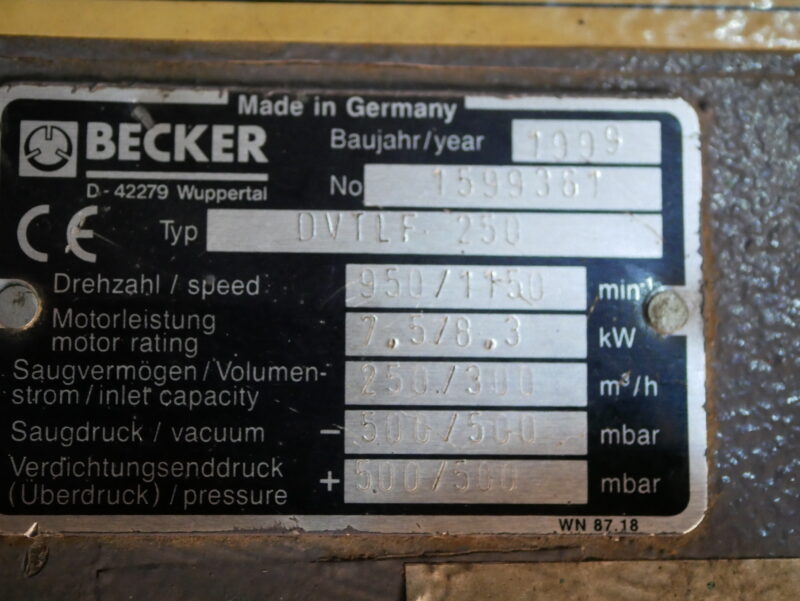 Made in Germany
BECKER
D-42279 Wuppertal
Baujahr/year 1999
No 1599361
CE Typ DVTLF 250
Drehzahl / speed 950/1150 min-1
Motorleistung
motor rating 7.5/8.3 kW
Saugvermögen/Volumen-
strom/inlet capacity 250/300 m³/h
Saugdruck / vacuum − 500/500 mbar
Verdichtungsenddruck
(Überdruck) / pressure + 500/500 mbar
WN 87.18